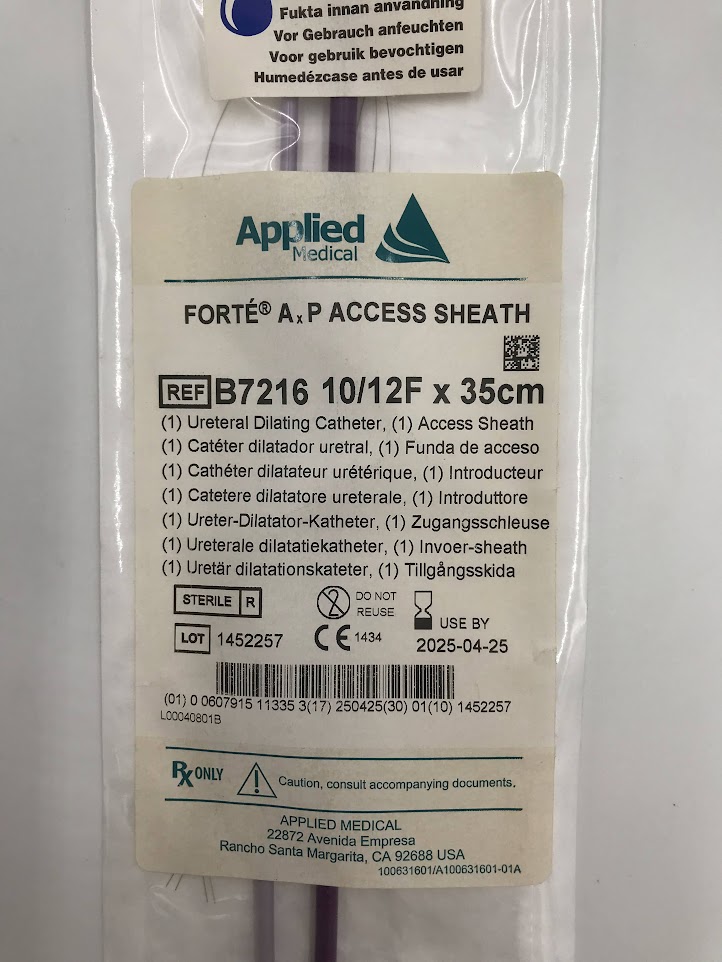 Fukta innan användning
Vor Gebrauch anfeuchten
Voor gebruik bevochtigen
Humedézcase antes de usar
Applied
Medical
FORTÉ® AxP ACCESS SHEATH
REF B7216 10/12F x 35cm
(1) Ureteral Dilating Catheter, (1) Access Sheath
(1) Catéter dilatador uretral, (1) Funda de acceso
(1) Cathéter dilatateur urétérique, (1) Introducteur
(1) Catetere dilatatore ureterale, (1) Introduttore
(1) Ureter-Dilatator-Katheter, (1) Zugangsschleuse
(1) Ureterale dilatatiekatheter, (1) Invoer-sheath
(1) Uretär dilatationskateter, (1) Tillgångsskida
STERILE R
2 DO NOT
REUSE
USE BY
LOT 1452257
CE 1434
2025-04-25
(01) 0 0607915 11335 3(17) 250425(30) 01(10) 1452257
L00040801B
Rx ONLY
Caution, consult accompanying documents.
APPLIED MEDICAL
22872 Avenida Empresa
Rancho Santa Margarita, CA 92688 USA
100631601/A100631601-01A